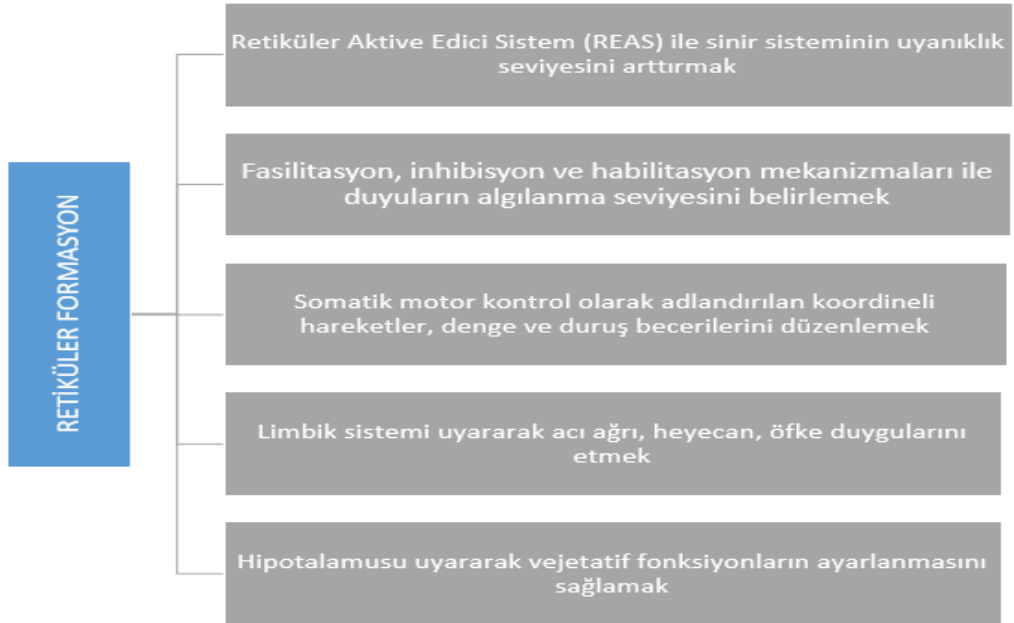 RETİKÜLER FORMASYON
Retiküler Aktive Edici Sistem (REAS) ile sinir sisteminin uyanıklık
seviyesini arttırmak
Fasilitasyon, inhibisyon ve habilitasyon mekanizmaları ile
duyuların algılanma seviyesini belirlemek
Somatik motor kontrol olarak adlandırılan koordineli
hareketler, denge ve duruş becerilerini düzenlemek
Limbik sistemi uyararak acı ağrı, heyecan, öfke duygularını
etmek
Hipotalamusu uyararak vejetatif fonksiyonların ayarlanmasını
sağlamak